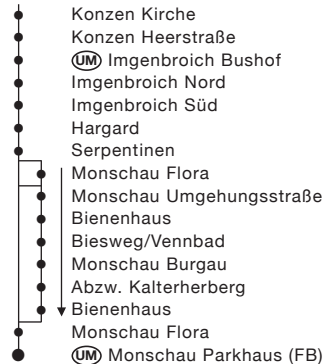 Konzen Kirche
Konzen Heerstraße
UM Imgenbroich Bushof
Imgenbroich Nord
Imgenbroich Süd
Hargard
Serpentinen
Monschau Flora
Monschau Umgehungsstraße
Bienenhaus
Biesweg/Vennbad
Monschau Burgau
Abzw. Kalterherberg
Bienenhaus
Monschau Flora
UM Monschau Parkhaus (FB)